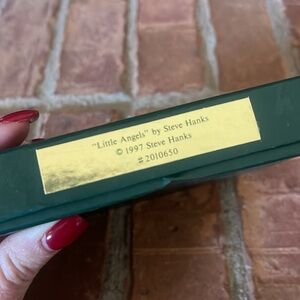 "Little Angels" by Steve Hanks
© 1997 Steve Hanks
# 2010650